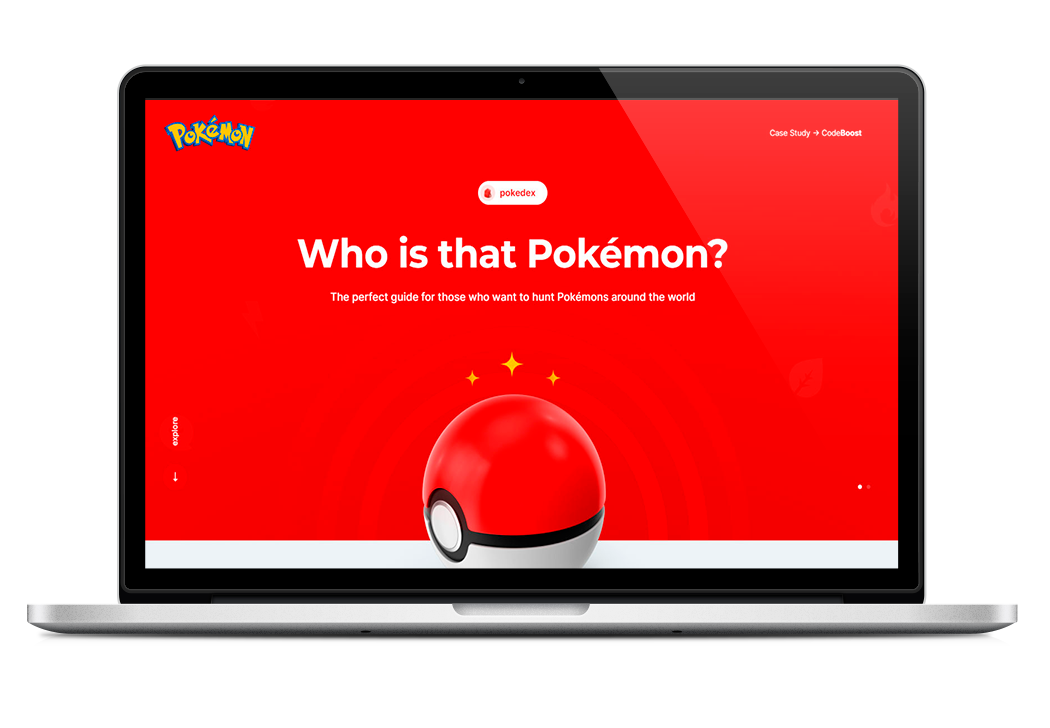 POKéMON
Case Study → CodeBoost
pokedex
Who is that Pokémon?
The perfect guide for those who want to hunt Pokémons around the world
explore